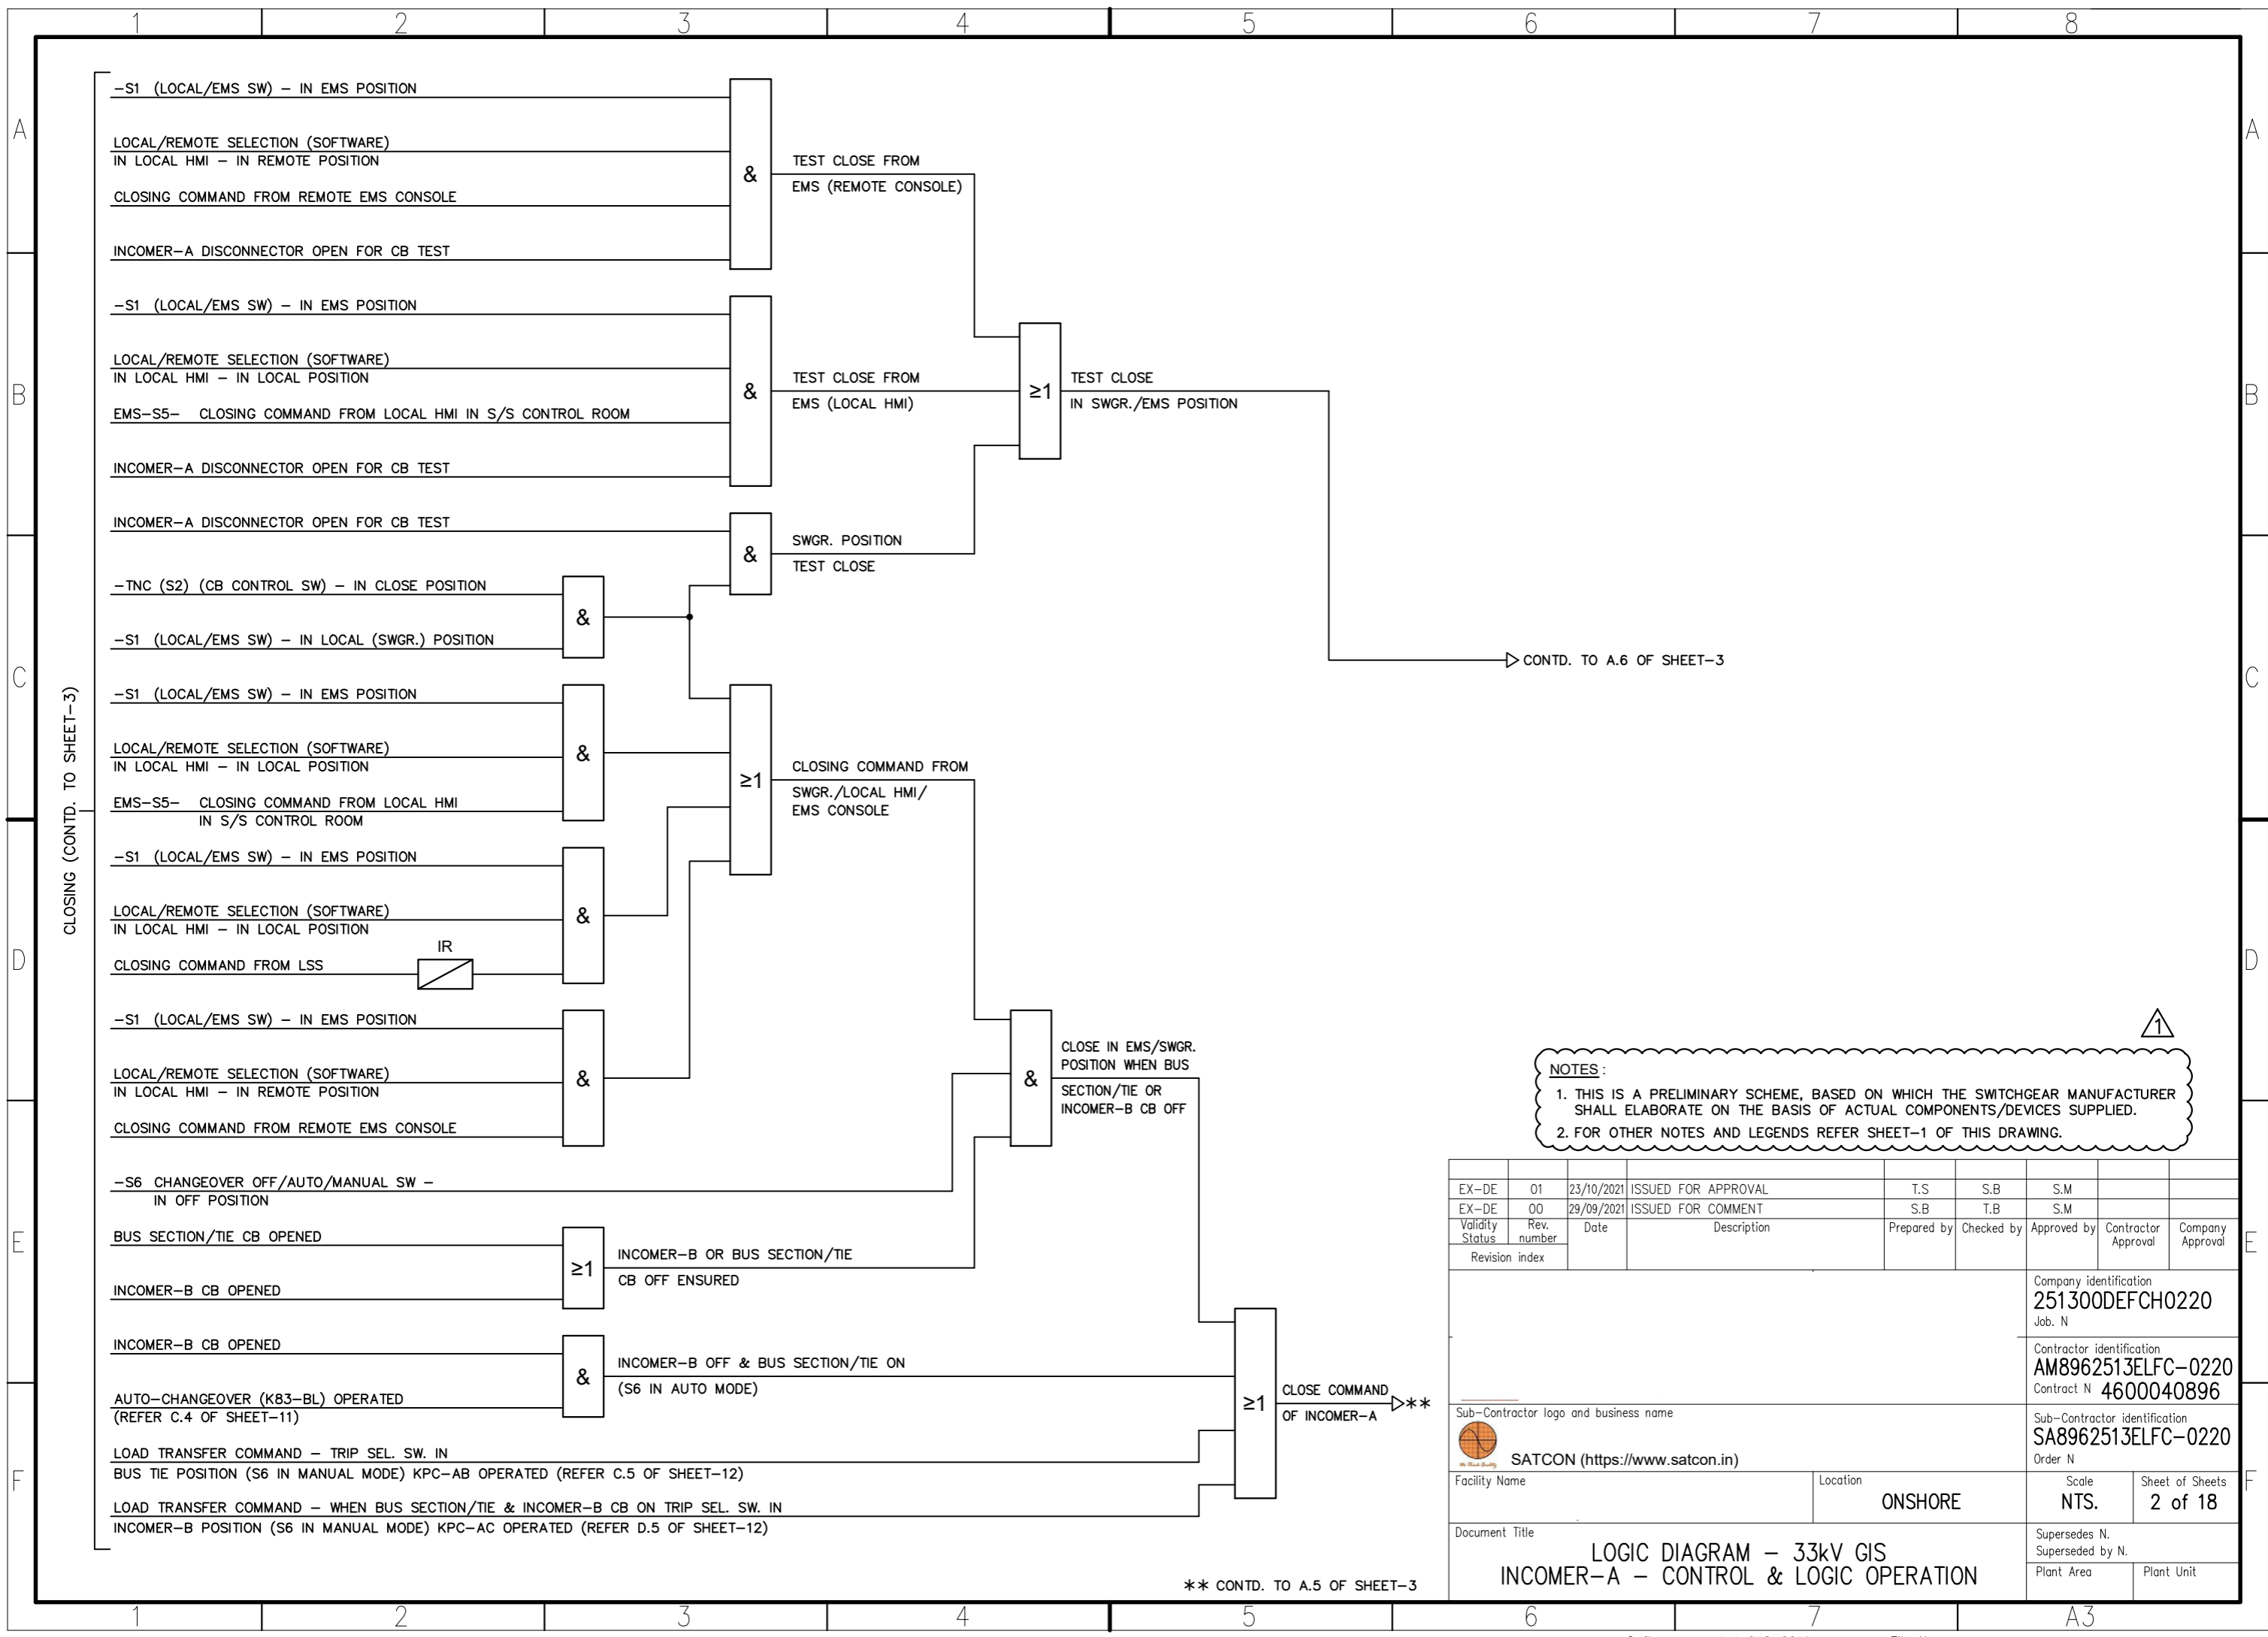 1 2 3 4 5 6 7 8
A
B
C
D
E
F
CLOSING (CONTD. TO SHEET-3)
-S1 (LOCAL/EMS SW) - IN EMS POSITION
LOCAL/REMOTE SELECTION (SOFTWARE)
IN LOCAL HMI - IN REMOTE POSITION
CLOSING COMMAND FROM REMOTE EMS CONSOLE
INCOMER-A DISCONNECTOR OPEN FOR CB TEST
&
TEST CLOSE FROM
EMS (REMOTE CONSOLE)
-S1 (LOCAL/EMS SW) - IN EMS POSITION
LOCAL/REMOTE SELECTION (SOFTWARE)
IN LOCAL HMI - IN LOCAL POSITION
EMS-S5- CLOSING COMMAND FROM LOCAL HMI IN S/S CONTROL ROOM
INCOMER-A DISCONNECTOR OPEN FOR CB TEST
&
TEST CLOSE FROM
EMS (LOCAL HMI)
≥1
TEST CLOSE
IN SWGR./EMS POSITION
INCOMER-A DISCONNECTOR OPEN FOR CB TEST
&
SWGR. POSITION
TEST CLOSE
-TNC (S2) (CB CONTROL SW) - IN CLOSE POSITION
-S1 (LOCAL/EMS SW) - IN LOCAL (SWGR.) POSITION
&
CONTD. TO A.6 OF SHEET-3
-S1 (LOCAL/EMS SW) - IN EMS POSITION
LOCAL/REMOTE SELECTION (SOFTWARE)
IN LOCAL HMI - IN LOCAL POSITION
EMS-S5- CLOSING COMMAND FROM LOCAL HMI
IN S/S CONTROL ROOM
&
≥1
CLOSING COMMAND FROM
SWGR./LOCAL HMI/
EMS CONSOLE
-S1 (LOCAL/EMS SW) - IN EMS POSITION
LOCAL/REMOTE SELECTION (SOFTWARE)
IN LOCAL HMI - IN LOCAL POSITION
CLOSING COMMAND FROM LSS
IR
&
-S1 (LOCAL/EMS SW) - IN EMS POSITION
LOCAL/REMOTE SELECTION (SOFTWARE)
IN LOCAL HMI - IN REMOTE POSITION
CLOSING COMMAND FROM REMOTE EMS CONSOLE
&
&
CLOSE IN EMS/SWGR.
POSITION WHEN BUS
SECTION/TIE OR
INCOMER-B CB OFF
-S6 CHANGEOVER OFF/AUTO/MANUAL SW -
IN OFF POSITION
BUS SECTION/TIE CB OPENED
INCOMER-B CB OPENED
≥1
INCOMER-B OR BUS SECTION/TIE
CB OFF ENSURED
INCOMER-B CB OPENED
AUTO-CHANGEOVER (K83-BL) OPERATED
(REFER C.4 OF SHEET-11)
&
INCOMER-B OFF & BUS SECTION/TIE ON
(S6 IN AUTO MODE)
LOAD TRANSFER COMMAND - TRIP SEL. SW. IN
BUS TIE POSITION (S6 IN MANUAL MODE) KPC-AB OPERATED (REFER C.5 OF SHEET-12)
LOAD TRANSFER COMMAND - WHEN BUS SECTION/TIE & INCOMER-B CB ON TRIP SEL. SW. IN
INCOMER-B POSITION (S6 IN MANUAL MODE) KPC-AC OPERATED (REFER D.5 OF SHEET-12)
≥1
CLOSE COMMAND
OF INCOMER-A
**
** CONTD. TO A.5 OF SHEET-3
1
NOTES :
1. THIS IS A PRELIMINARY SCHEME, BASED ON WHICH THE SWITCHGEAR MANUFACTURER
SHALL ELABORATE ON THE BASIS OF ACTUAL COMPONENTS/DEVICES SUPPLIED.
2. FOR OTHER NOTES AND LEGENDS REFER SHEET-1 OF THIS DRAWING.
EX-DE 01 23/10/2021 ISSUED FOR APPROVAL T.S S.B S.M
EX-DE 00 29/09/2021 ISSUED FOR COMMENT S.B T.B S.M
Validity Status Rev. number Date Description Prepared by Checked by Approved by Contractor Approval Company Approval
Revision index
Company identification
251300DEFCH0220
Job. N
Contractor identification
AM8962513ELFC-0220
Contract N 4600040896
Sub-Contractor logo and business name
SATCON (https://www.satcon.in)
Sub-Contractor identification
SA8962513ELFC-0220
Order N
Facility Name
Location
ONSHORE
Scale
NTS.
Sheet of Sheets
2 of 18
Document Title
LOGIC DIAGRAM - 33kV GIS
INCOMER-A - CONTROL & LOGIC OPERATION
Supersedes N.
Superseded by N.
Plant Area
Plant Unit
A
B
C
D
E
F
1 2 3 4 5 6 7 A3